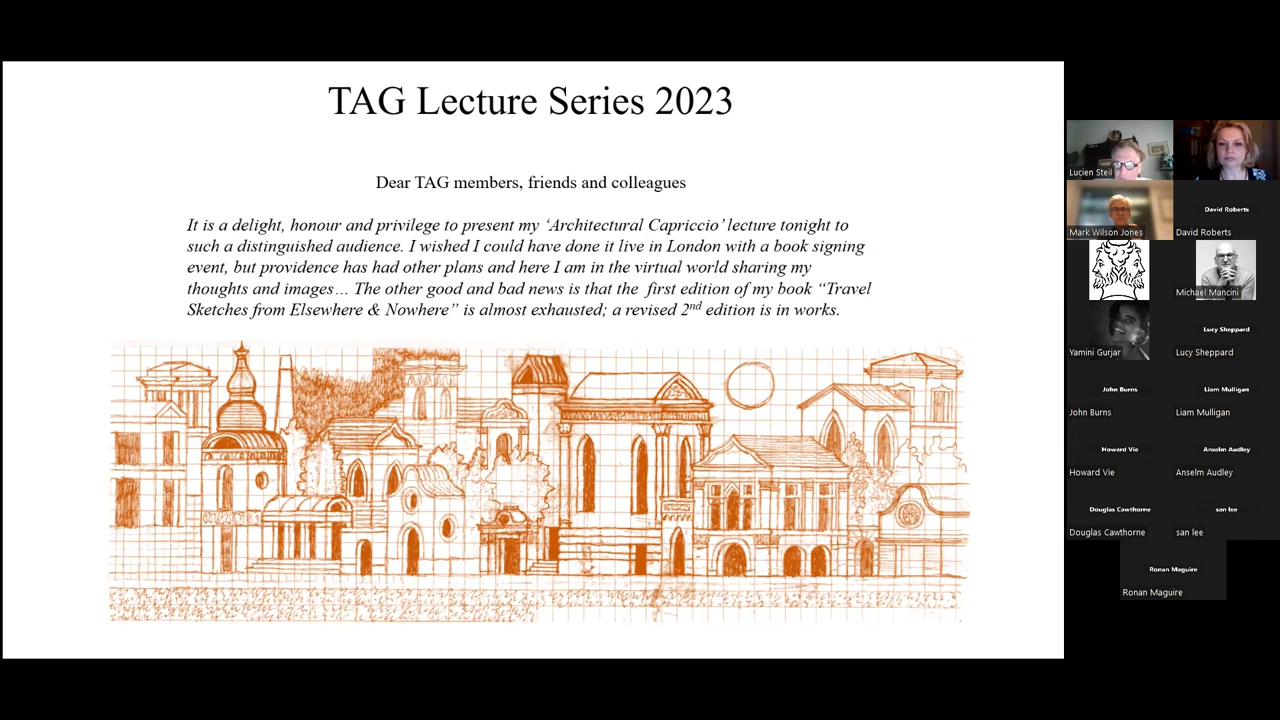 TAG Lecture Series 2023
Dear TAG members, friends and colleagues
It is a delight, honour and privilege to present my ‘Architectural Capriccio’ lecture tonight to
such a distinguished audience. I wished I could have done it live in London with a book signing
event, but providence has had other plans and here I am in the virtual world sharing my
thoughts and images… The other good and bad news is that the first edition of my book “Travel
Sketches from Elsewhere & Nowhere” is almost exhausted; a revised 2nd edition is in works.
Lucien Steil
Mark Wilson Jones
David Roberts
David Roberts
Michael Mancini
Yamini Gurjar
Lucy Sheppard
Lucy Sheppard
John Burns
John Burns
Liam Mulligan
Liam Mulligan
Howard Vie
Howard Vie
Anselm Audley
Anselm Audley
Douglas Cawthorne
Douglas Cawthorne
san lee
san lee
Ronan Maguire
Ronan Maguire